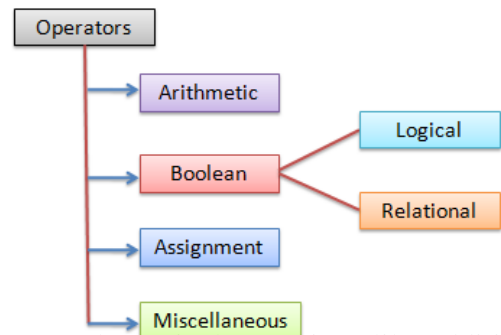 Operators
Arithmetic
Logical
Boolean
Relational
Assignment
Miscellaneous